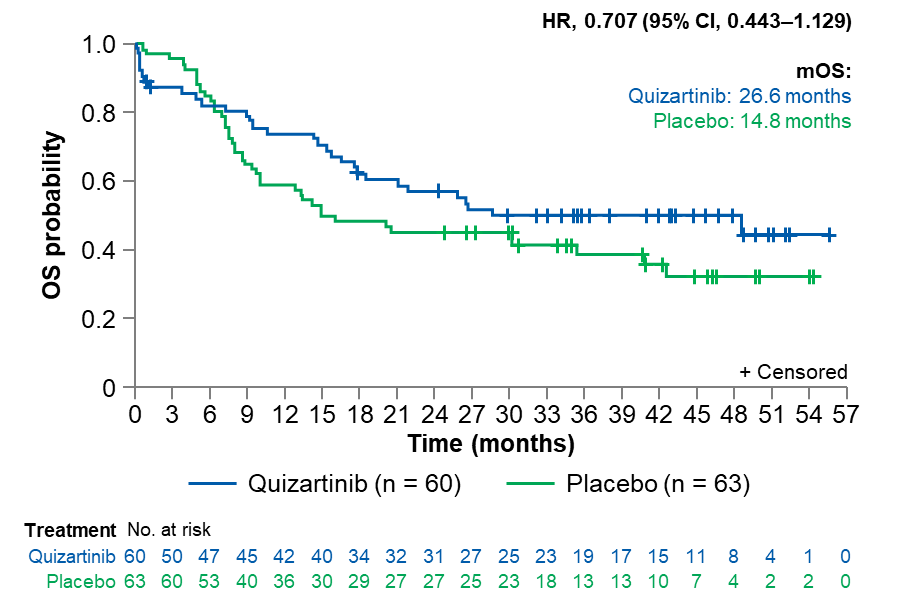 HR, 0.707 (95% CI, 0.443–1.129)
mOS:
Quizartinib: 26.6 months
Placebo: 14.8 months
OS probability
1.0
0.8
0.6
0.4
0.2
0
+ Censored
0 3 6 9 12 15 18 21 24 27 30 33 36 39 42 45 48 51 54 57
Time (months)
Quizartinib (n = 60) Placebo (n = 63)
Treatment No. at risk
Quizartinib 60 50 47 45 42 40 34 32 31 27 25 23 19 17 15 11 8 4 1 0
Placebo 63 60 53 40 36 30 29 27 27 25 23 18 13 13 10 7 4 2 2 0